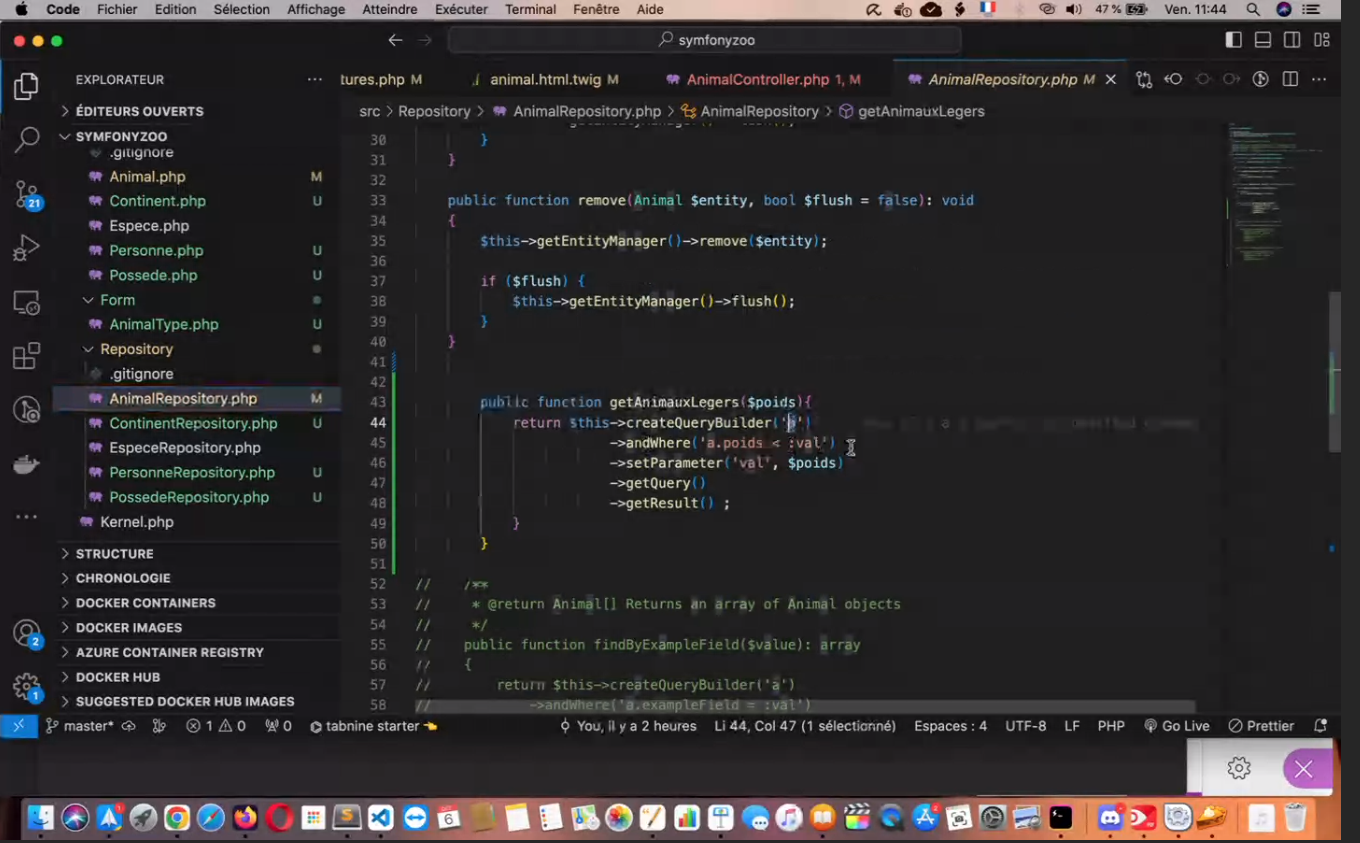 Code Fichier Edition Sélection Affichage Atteindre Exécuter Terminal Fenêtre Aide 47 % Ven. 11:44
symfonyzoo
EXPLORATEUR ···
tures.php M animal.html.twig M AnimalController.php 1, M AnimalRepository.php M
ÉDITEURS OUVERTS
src > Repository > AnimalRepository.php > AnimalRepository > getAnimauxLegers
SYMFONYZOO
.gitignore
Animal.php M
Continent.php U
Espece.php
Personne.php U
Possede.php U
Form
AnimalType.php U
Repository
.gitignore
AnimalRepository.php M
ContinentRepository.php U
EspeceRepository.php
PersonneRepository.php U
PossedeRepository.php U
Kernel.php
STRUCTURE
CHRONOLOGIE
DOCKER CONTAINERS
DOCKER IMAGES
AZURE CONTAINER REGISTRY
DOCKER HUB
SUGGESTED DOCKER HUB IMAGES
21
2
1
30 }
31 }
32
33 public function remove(Animal $entity, bool $flush = false): void
34 {
35 $this->getEntityManager()->remove($entity);
36
37 if ($flush) {
38 $this->getEntityManager()->flush();
39 }
40 }
41
42
43 public function getAnimauxLegers($poids){
44 return $this->createQueryBuilder('a')
45 ->andWhere('a.poids < :val')
46 ->setParameter('val', $poids)
47 ->getQuery()
48 ->getResult() ;
49 }
50 }
51
52 // /**
53 // * @return Animal[] Returns an array of Animal objects
54 // */
55 // public function findByExampleField($value): array
56 // {
57 // return $this->createQueryBuilder('a')
58 // ->andWhere('a.exampleField = :val')
master* 1 0 0 tabnine starter You, il y a 2 heures Li 44, Col 47 (1 sélectionné) Espaces : 4 UTF-8 LF PHP Go Live Prettier